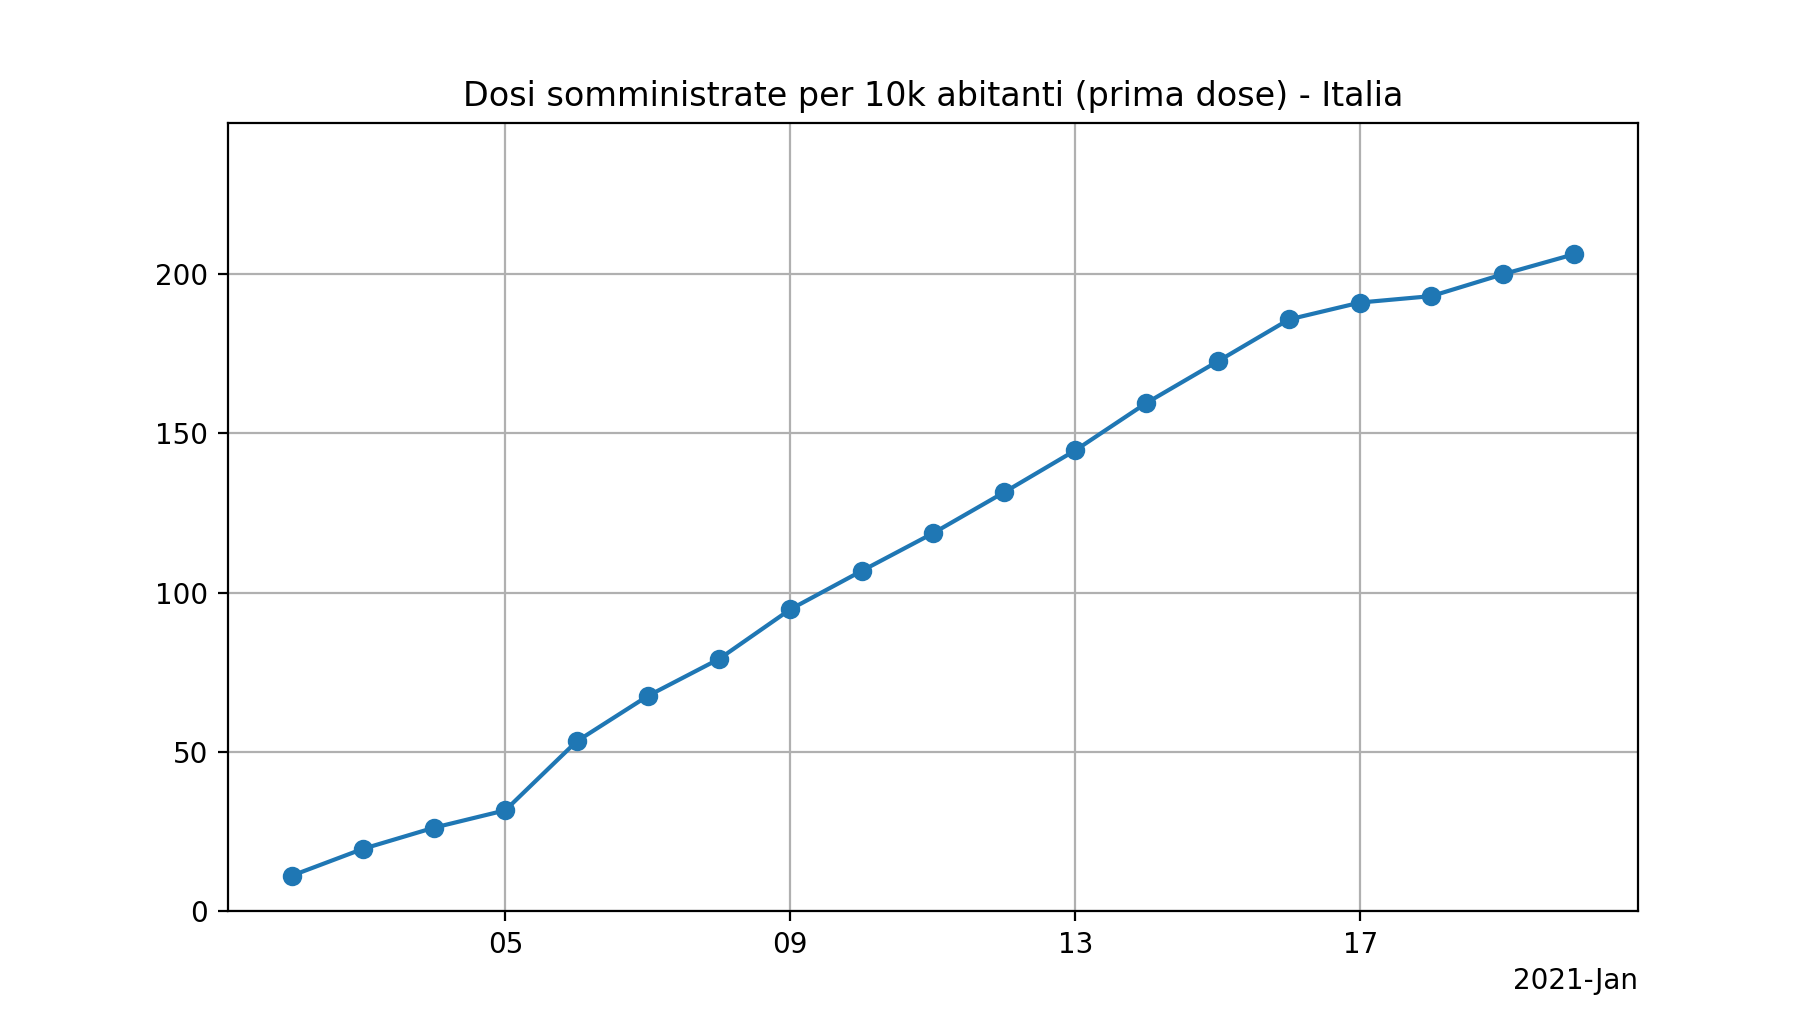 Dosi somministrate per 10k abitanti (prima dose) - Italia
200
150
100
50
0
05 09 13 17
2021-Jan